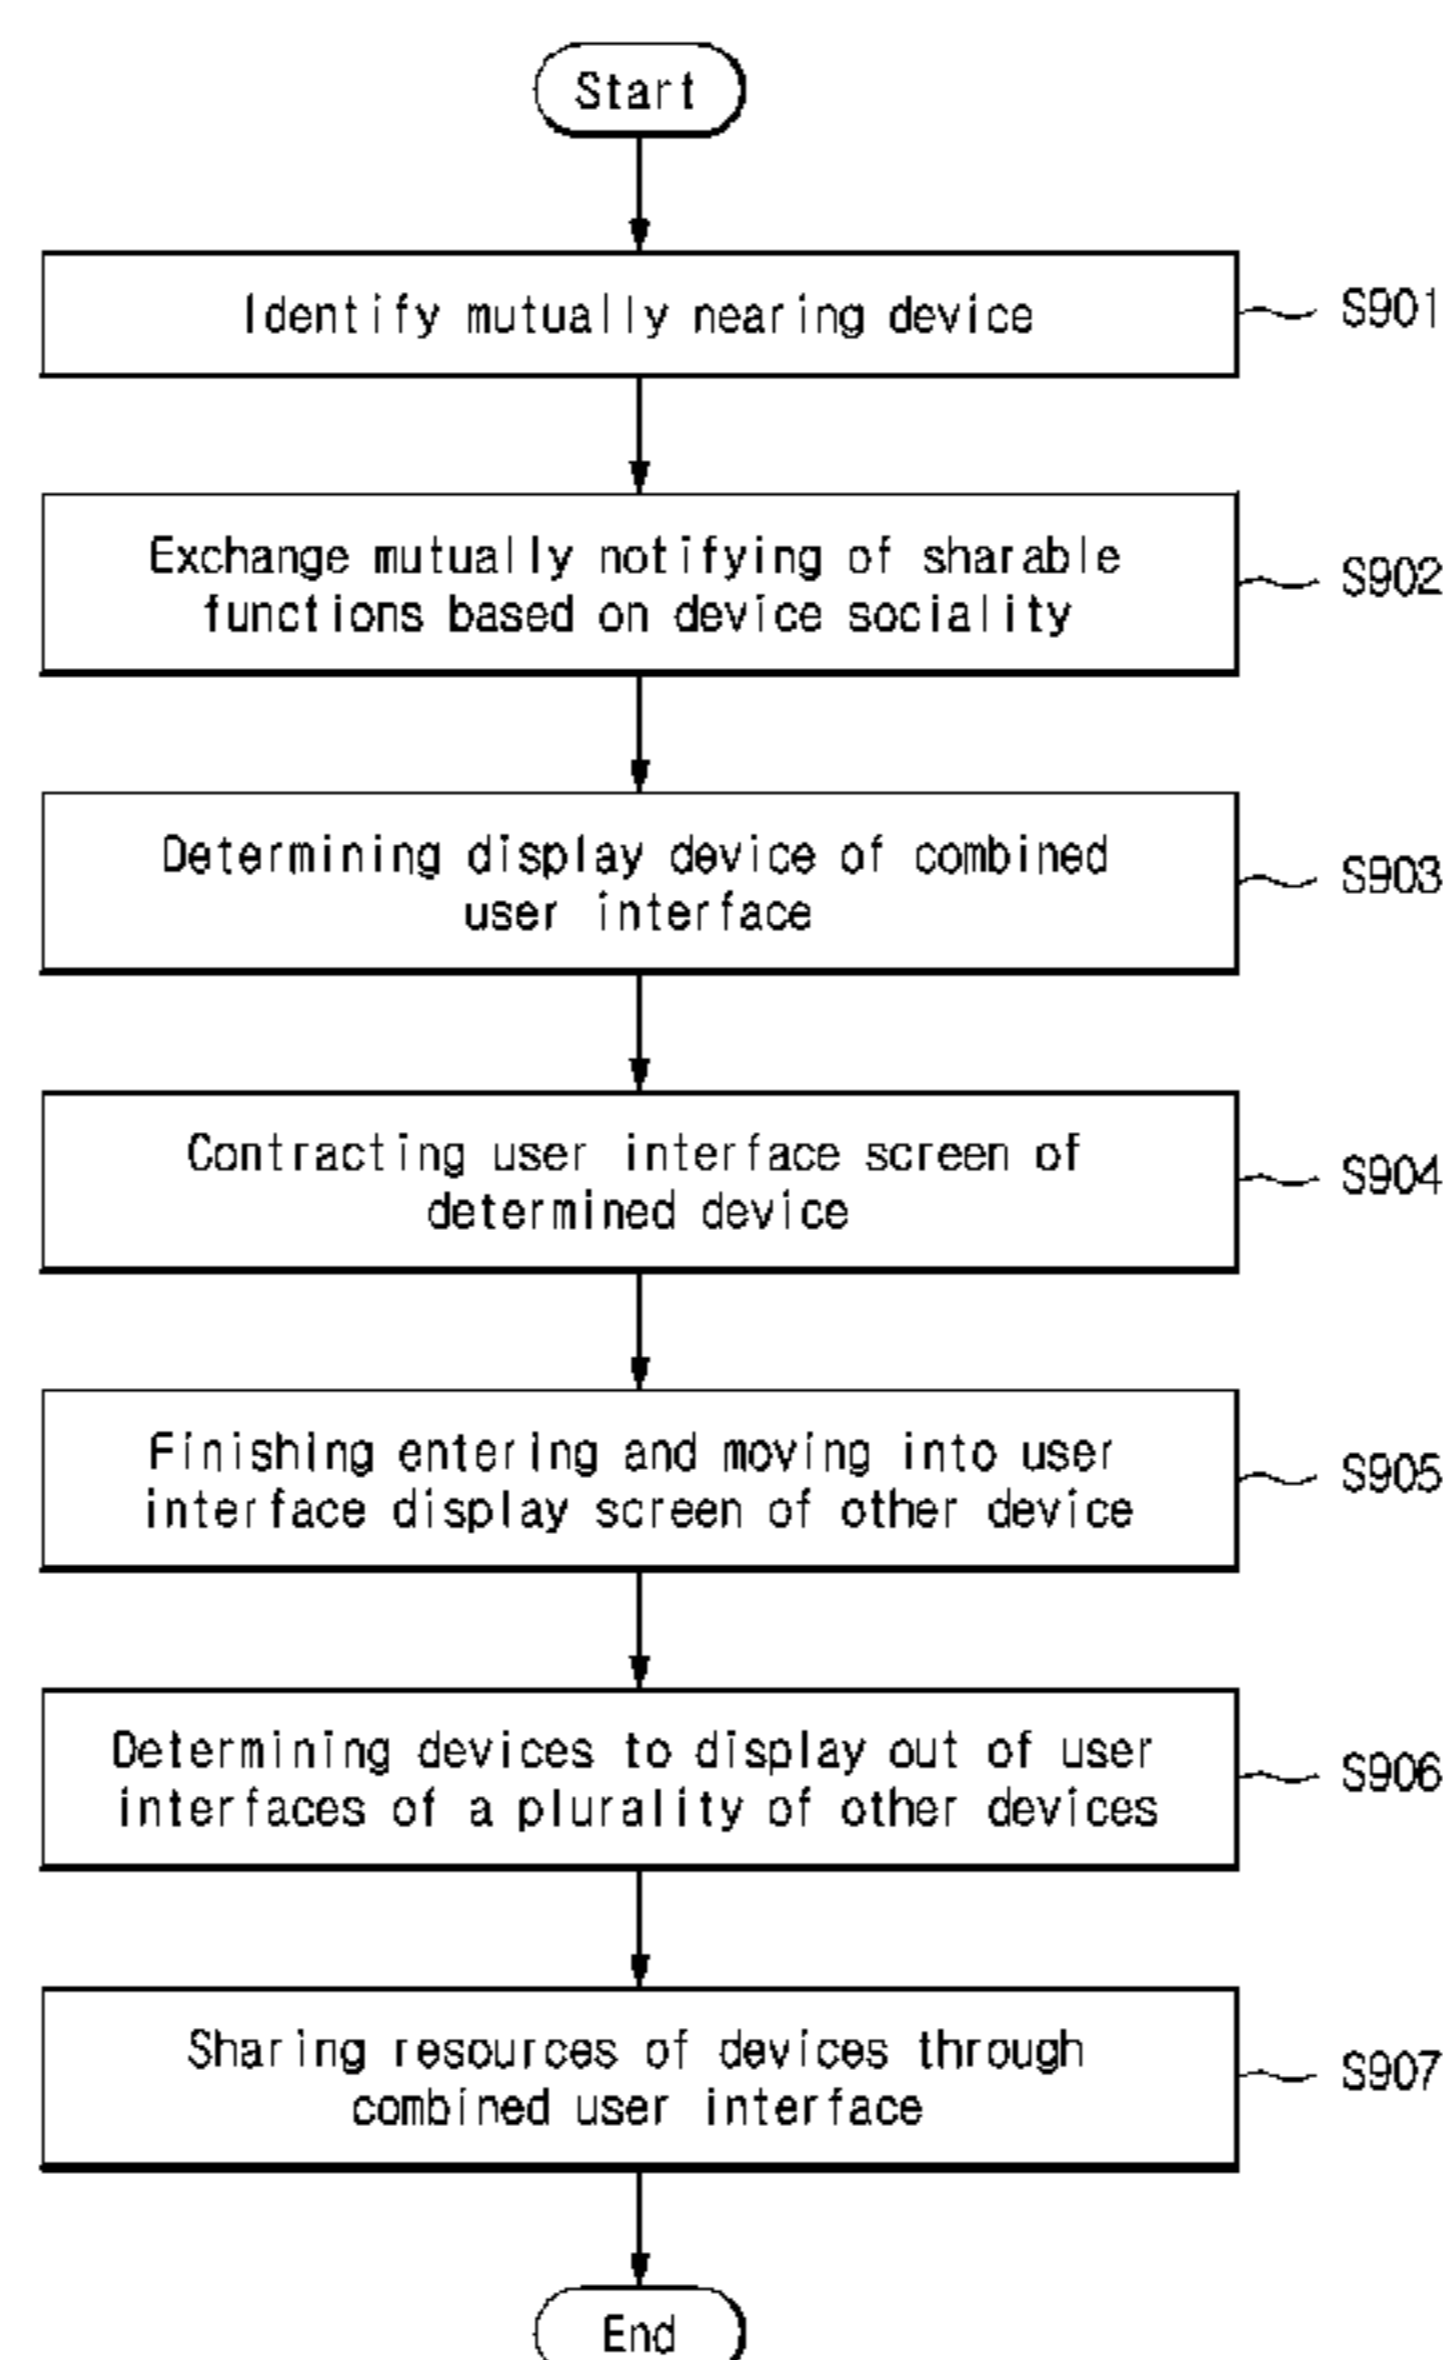 Start
Identify mutually nearing device
S901
Exchange mutually notifying of sharable
functions based on device sociality
S902
Determining display device of combined
user interface
S903
Contracting user interface screen of
determined device
S904
Finishing entering and moving into user
interface display screen of other device
S905
Determining devices to display out of user
interfaces of a plurality of other devices
S906
Sharing resources of devices through
combined user interface
S907
End